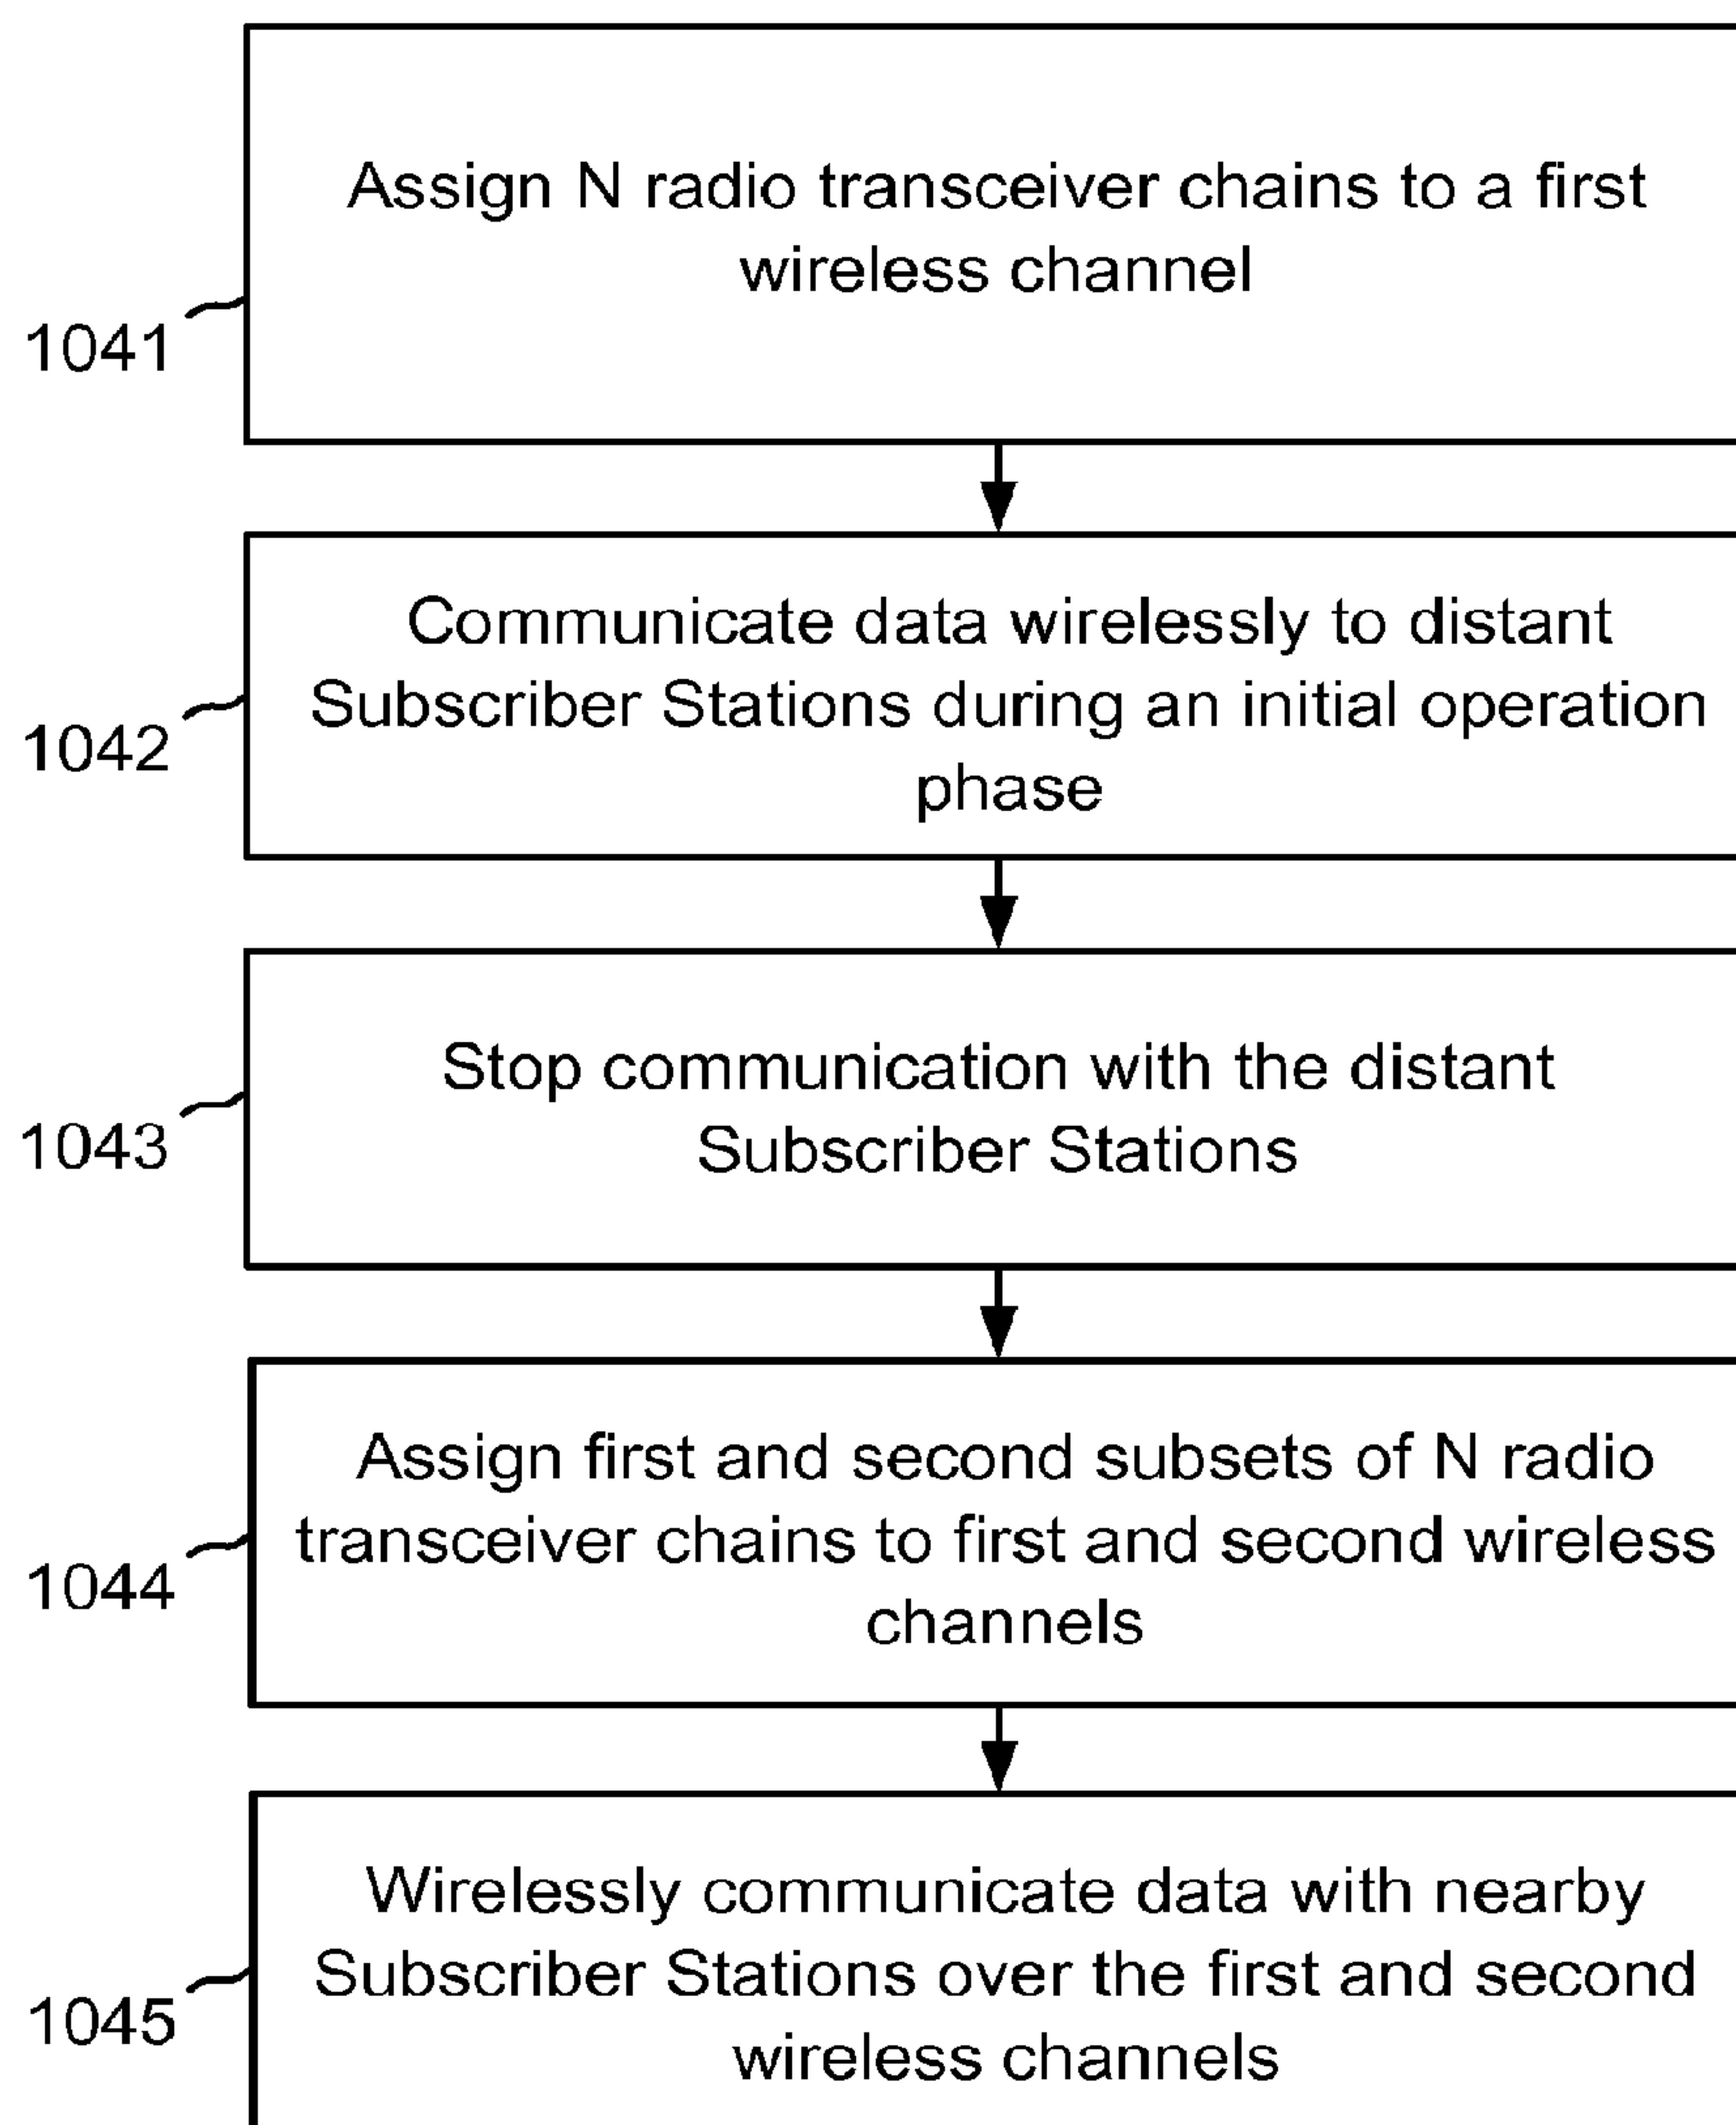 Assign N radio transceiver chains to a first
wireless channel
1041
Communicate data wirelessly to distant
Subscriber Stations during an initial operation
phase
1042
Stop communication with the distant
Subscriber Stations
1043
Assign first and second subsets of N radio
transceiver chains to first and second wireless
channels
1044
Wirelessly communicate data with nearby
Subscriber Stations over the first and second
wireless channels
1045